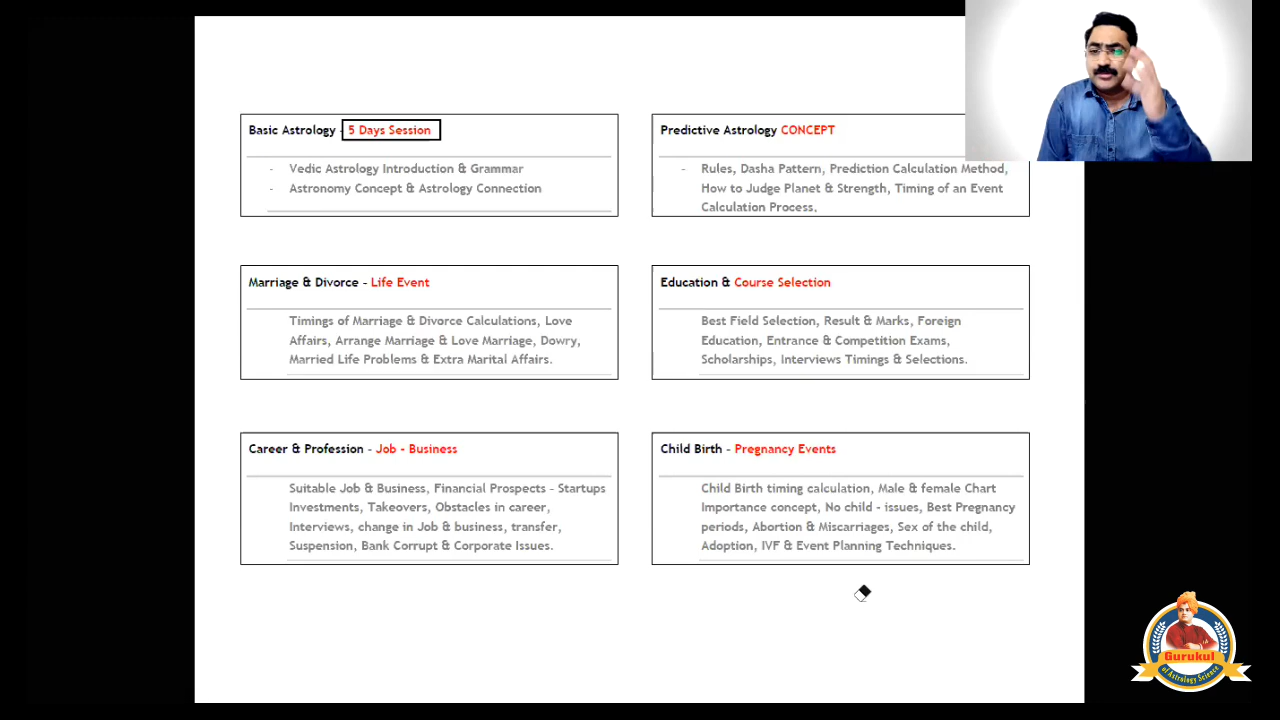 Basic Astrology - 5 Days Session
- Vedic Astrology Introduction & Grammar
- Astronomy Concept & Astrology Connection
Predictive Astrology CONCEPT
- Rules, Dasha Pattern, Prediction Calculation Method,
How to Judge Planet & Strength, Timing of an Event
Calculation Process,
Marriage & Divorce - Life Event
Timings of Marriage & Divorce Calculations, Love
Affairs, Arrange Marriage & Love Marriage, Dowry,
Married Life Problems & Extra Marital Affairs.
Education & Course Selection
Best Field Selection, Result & Marks, Foreign
Education, Entrance & Competition Exams,
Scholarships, Interviews Timings & Selections.
Career & Profession - Job - Business
Suitable Job & Business, Financial Prospects - Startups
Investments, Takeovers, Obstacles in career,
Interviews, change in Job & business, transfer,
Suspension, Bank Corrupt & Corporate Issues.
Child Birth - Pregnancy Events
Child Birth timing calculation, Male & female Chart
Importance concept, No child - issues, Best Pregnancy
periods, Abortion & Miscarriages, Sex of the child,
Adoption, IVF & Event Planning Techniques.
Gurukul
of Astrology Science